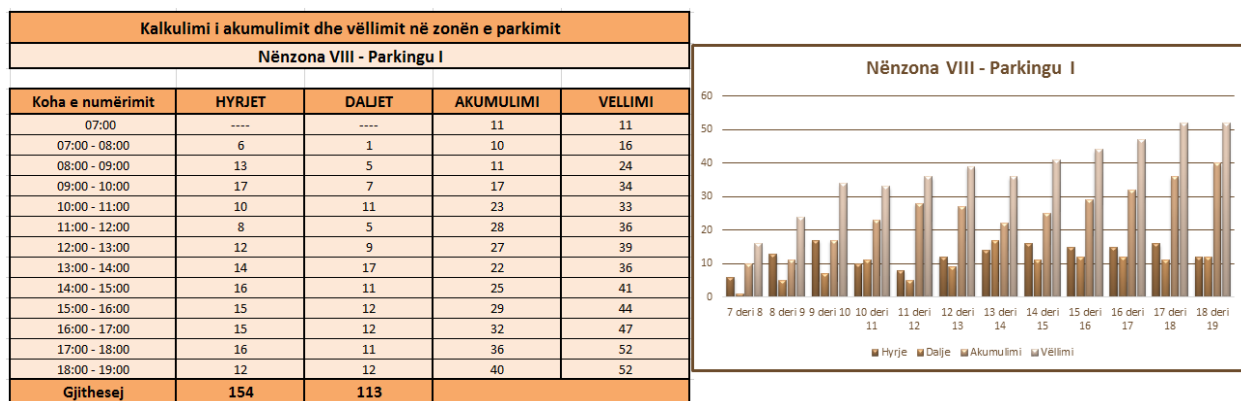 Kalkulimi i akumulimit dhe vëllimit në zonën e parkimit
Nënzona VIII - Parkingu I
Koha e numërimit HYRJET DALJET AKUMULIMI VELLIMI
07:00 ---- ---- 11 11
07:00 - 08:00 6 1 10 16
08:00 - 09:00 13 5 11 24
09:00 - 10:00 17 7 17 34
10:00 - 11:00 10 11 23 33
11:00 - 12:00 8 5 28 36
12:00 - 13:00 12 9 27 39
13:00 - 14:00 14 17 22 36
14:00 - 15:00 16 11 25 41
15:00 - 16:00 15 12 29 44
16:00 - 17:00 15 12 32 47
17:00 - 18:00 16 11 36 52
18:00 - 19:00 12 12 40 52
Gjithesej 154 113
Nënzona VIII - Parkingu I
60
50
40
30
20
10
0
7 deri 8 8 deri 9 9 deri 10 10 deri 11 deri 12 deri 13 deri 14 deri 15 deri 16 deri 17 deri 18 deri
11 12 13 14 15 16 17 18 19
Hyrje Dalje Akumulimi Vëllimi